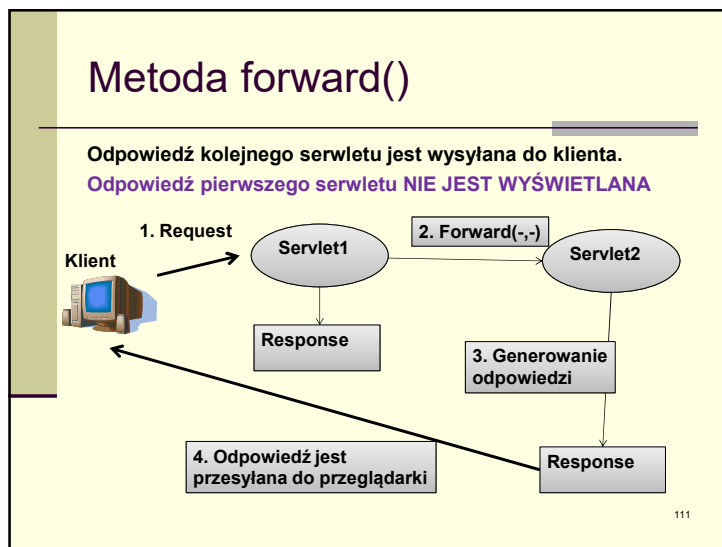 Metoda forward()
Odpowiedź kolejnego serwletu jest wysyłana do klienta.
Odpowiedź pierwszego serwletu NIE JEST WYŚWIETLANA
1. Request
2. Forward(-,-)
Klient
Servlet1
Servlet2
Response
3. Generowanie
odpowiedzi
4. Odpowiedź jest
przesyłana do przeglądarki
Response
111